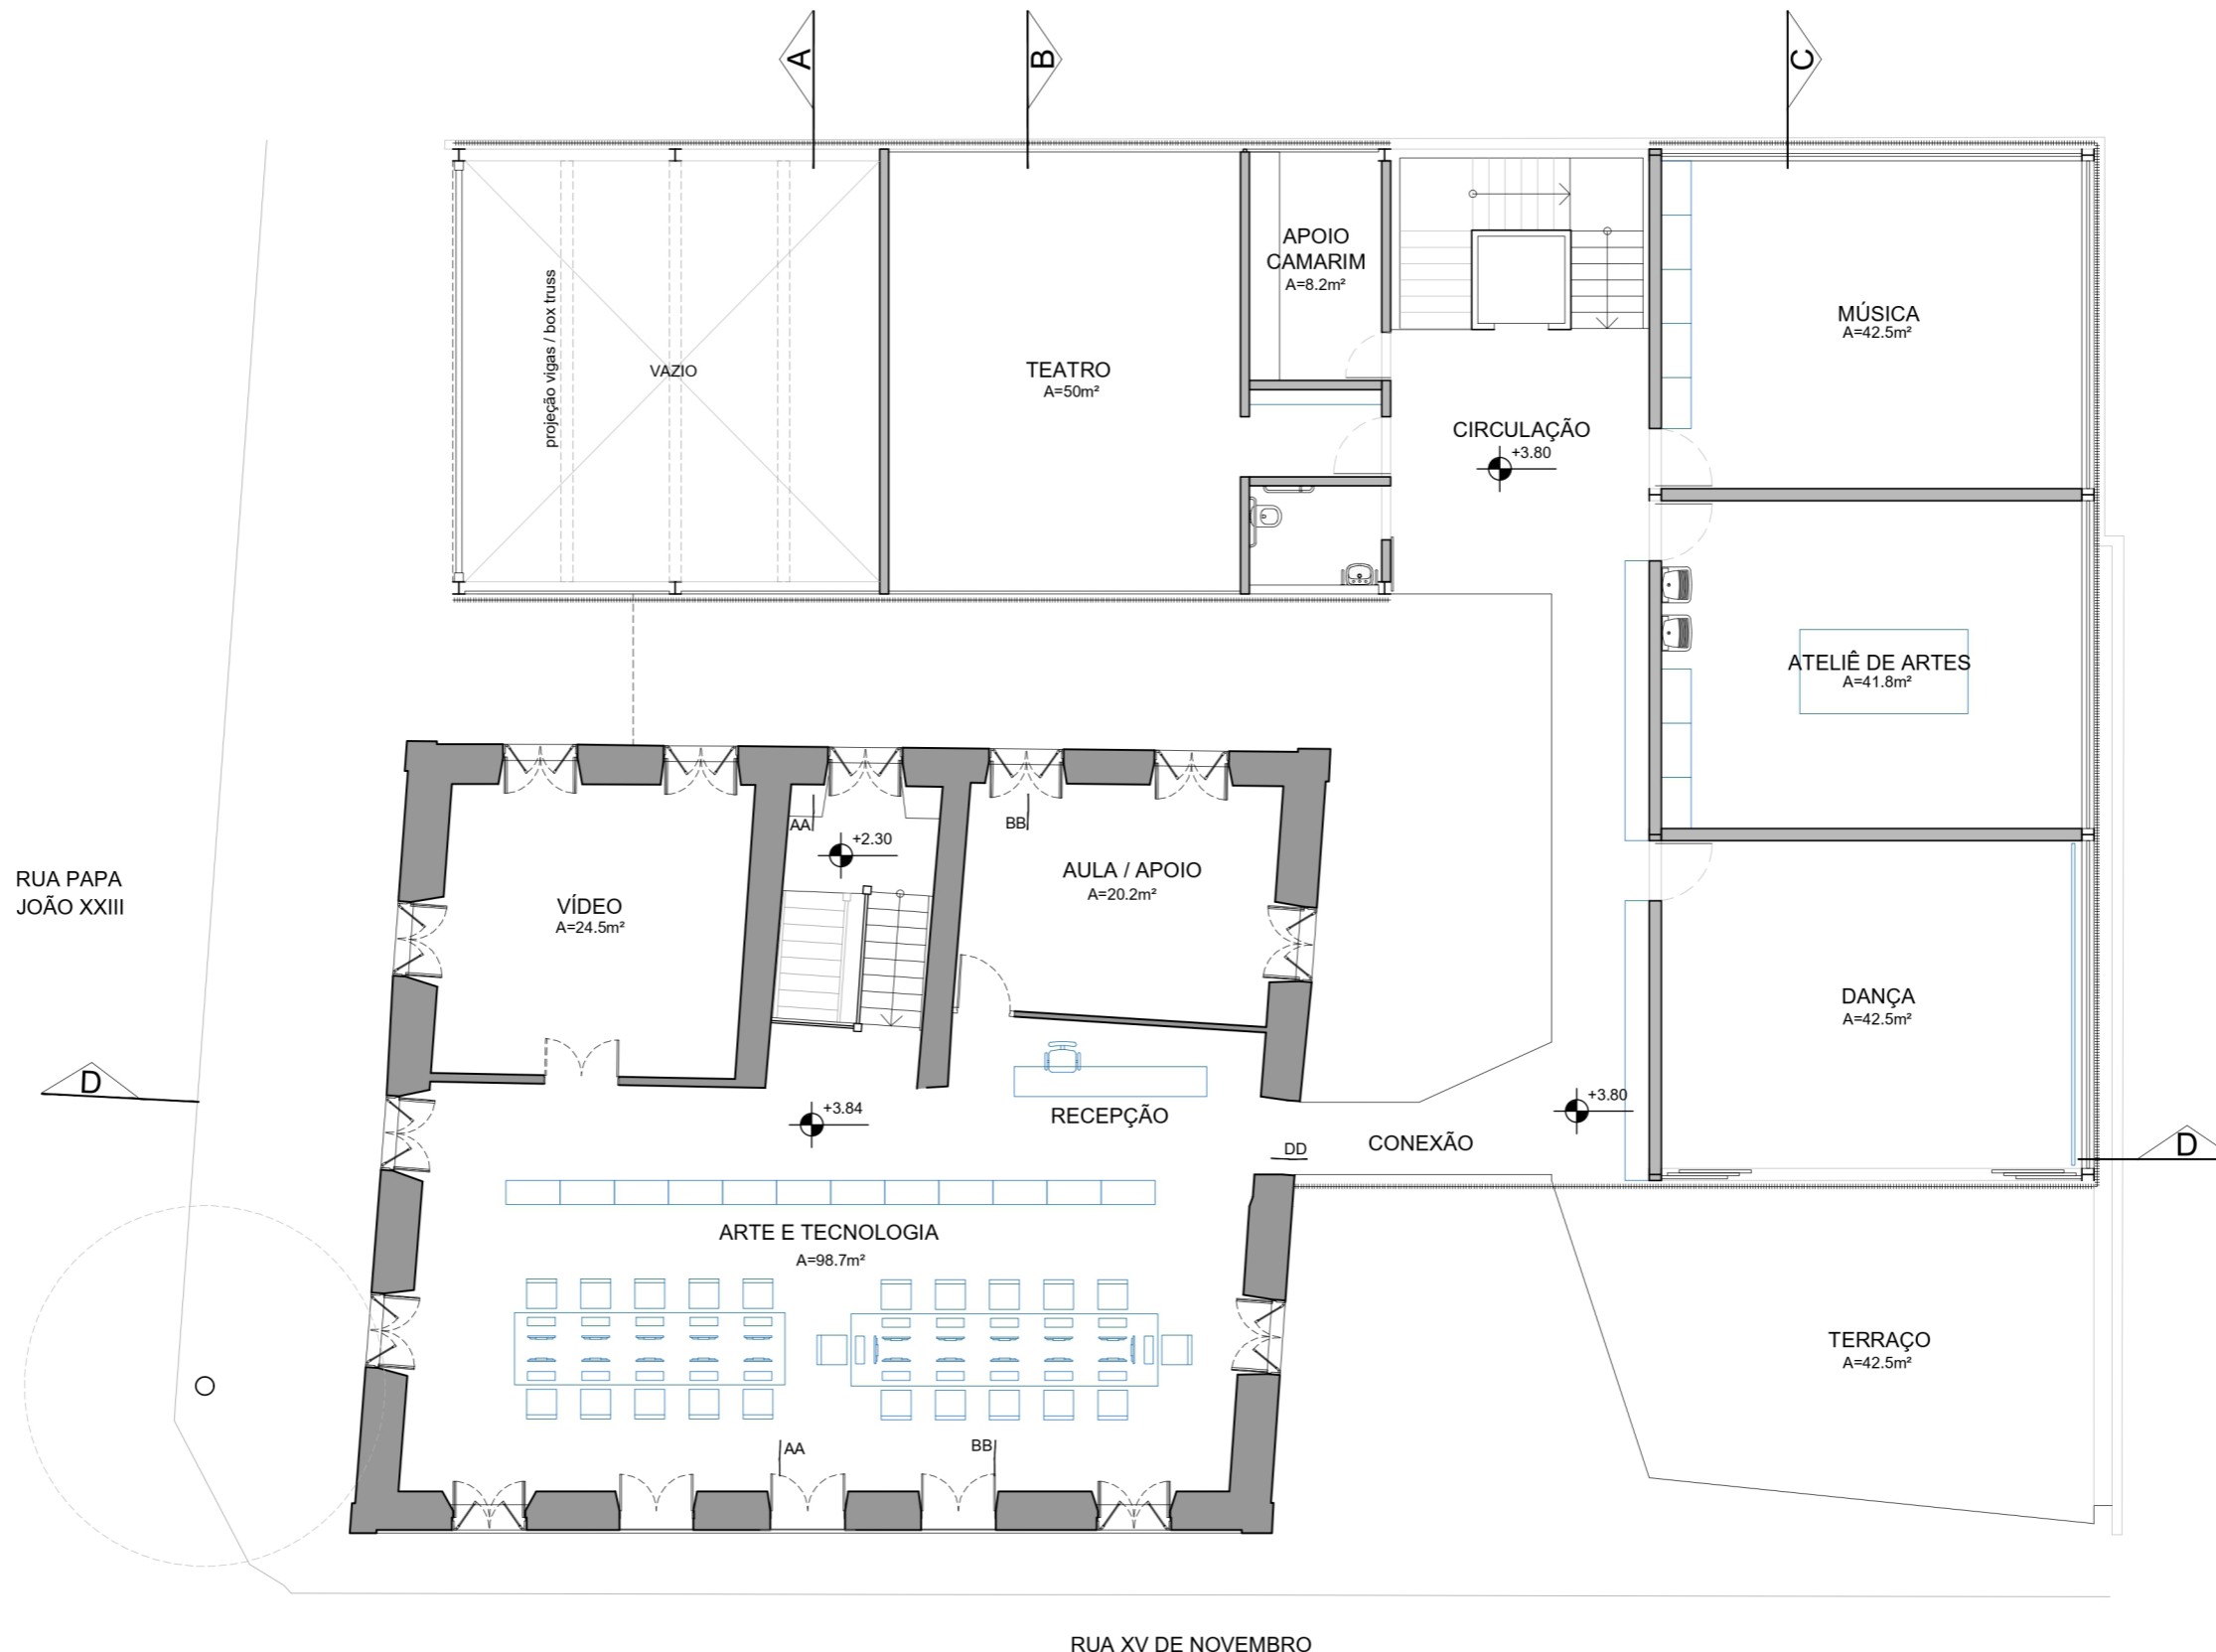 A
B
C
APOIO
CAMARIM
A=8.2m²
MÚSICA
A=42.5m²
projeção vigas / box truss
VAZIO
TEATRO
A=50m²
CIRCULAÇÃO
+3.80
ATELIÊ DE ARTES
A=41.8m²
AA
+2.30
BB
RUA PAPA
JOÃO XXIII
VÍDEO
A=24.5m²
AULA / APOIO
A=20.2m²
DANÇA
A=42.5m²
D
+3.84
RECEPÇÃO
+3.80
DD
CONEXÃO
D
ARTE E TECNOLOGIA
A=98.7m²
TERRAÇO
A=42.5m²
AA
BB
RUA XV DE NOVEMBRO